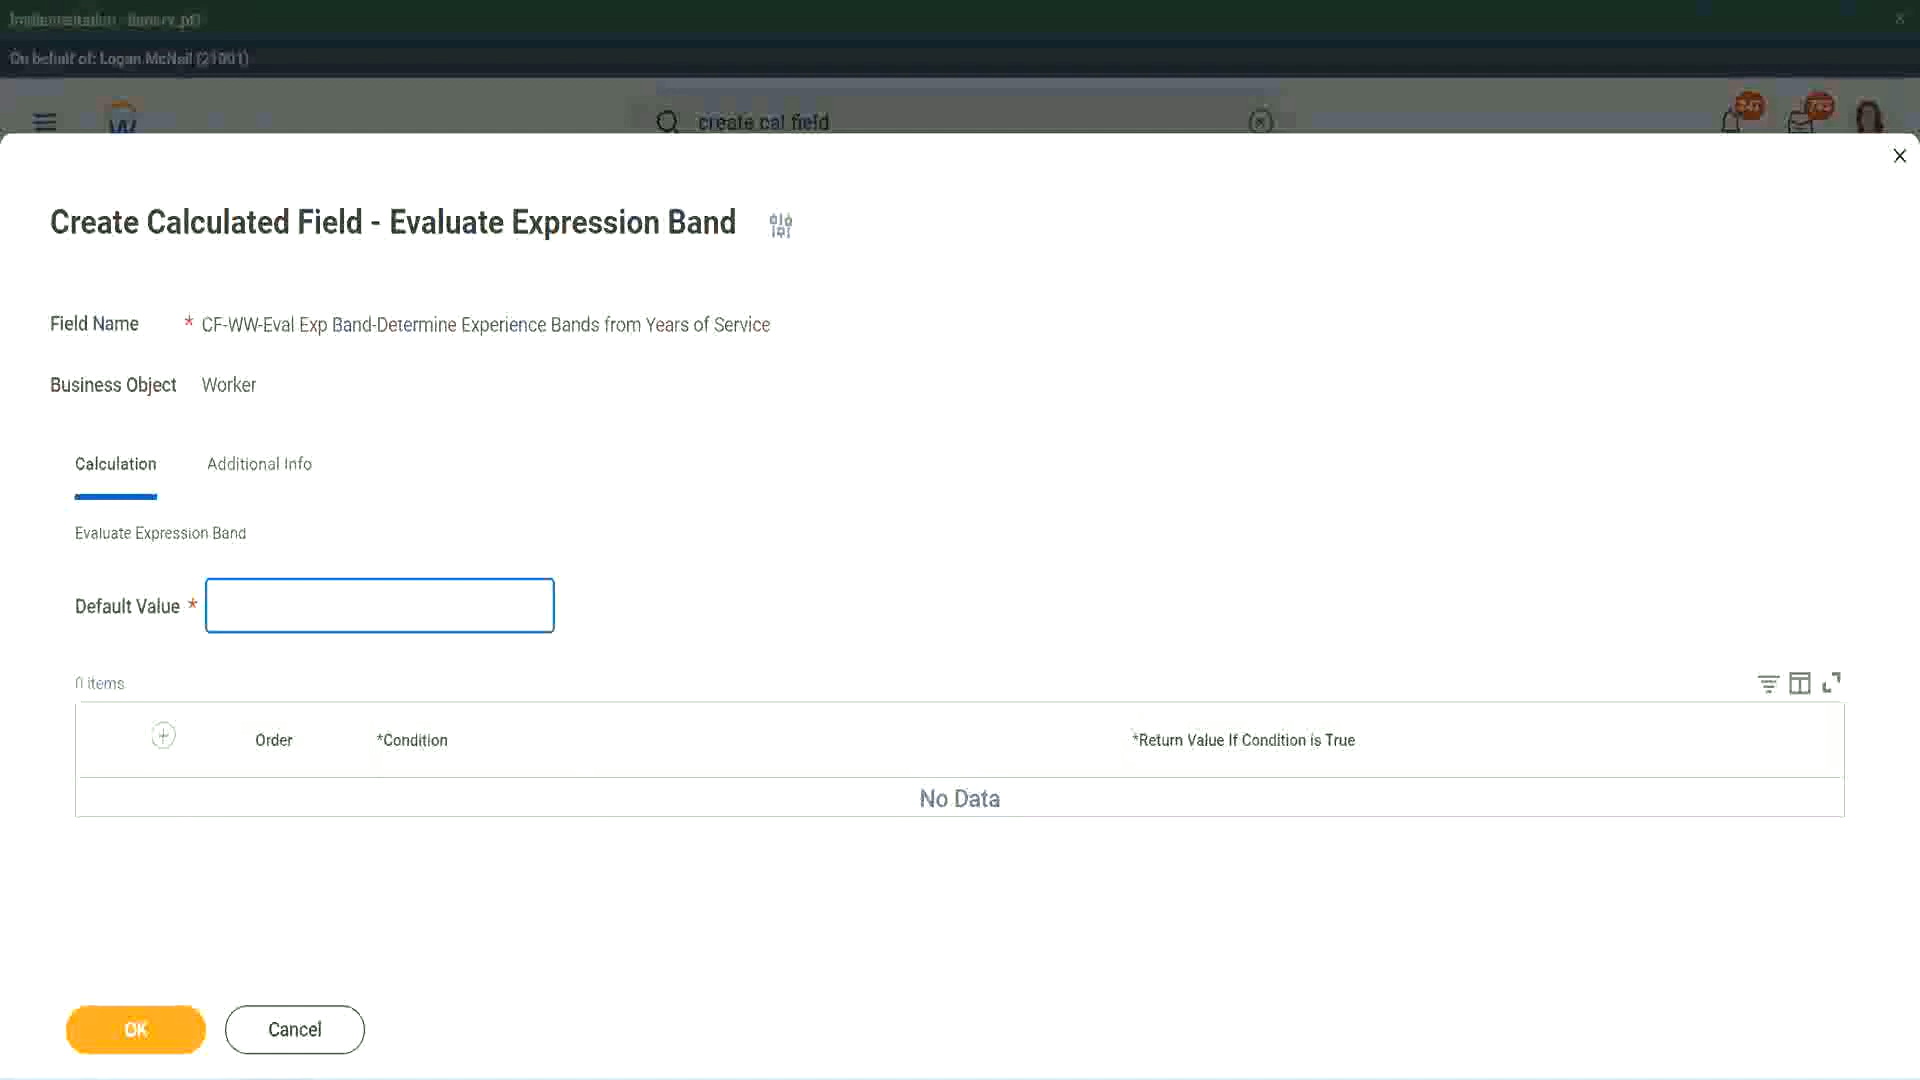 On behalf of: Logan McNeil (21001)
create cal field
Create Calculated Field - Evaluate Expression Band
Field Name * CF-WW-Eval Exp Band-Determine Experience Bands from Years of Service
Business Object Worker
Calculation Additional Info
Evaluate Expression Band
Default Value *
0 items
Order *Condition *Return Value If Condition is True
No Data
OK Cancel